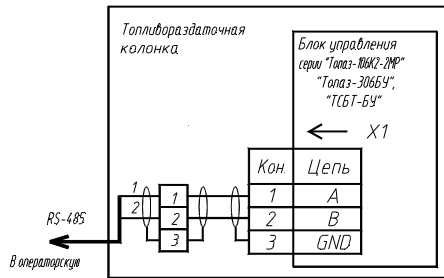 Топливораздаточная
колонка
Блок управления
серии "Топаз-106К2-2МР"
"Топаз-306БУ",
"ТСБТ-БУ"
X1
Кон. Цепь
1 A
2 B
3 GND
1
2
1
2
3
RS-485
В операторскую